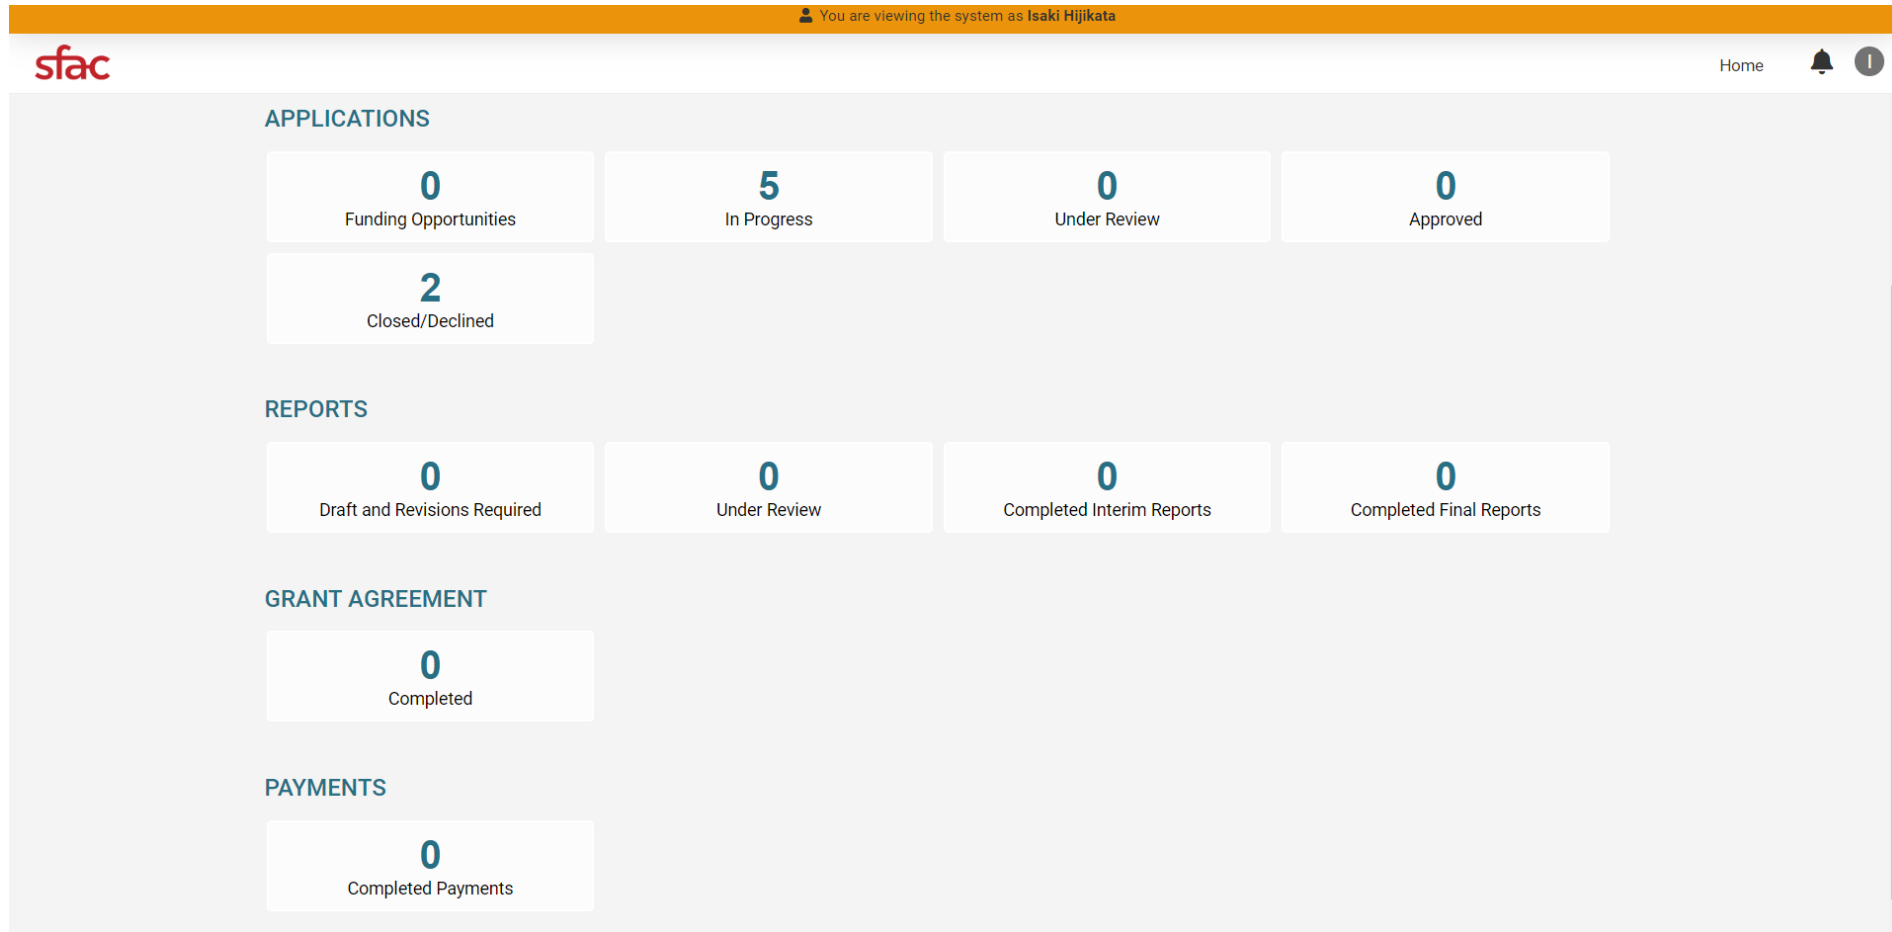 You are viewing the system as Isaki Hijikata
sfac
Home
I
APPLICATIONS
0
Funding Opportunities
5
In Progress
0
Under Review
0
Approved
2
Closed/Declined
REPORTS
0
Draft and Revisions Required
0
Under Review
0
Completed Interim Reports
0
Completed Final Reports
GRANT AGREEMENT
0
Completed
PAYMENTS
0
Completed Payments